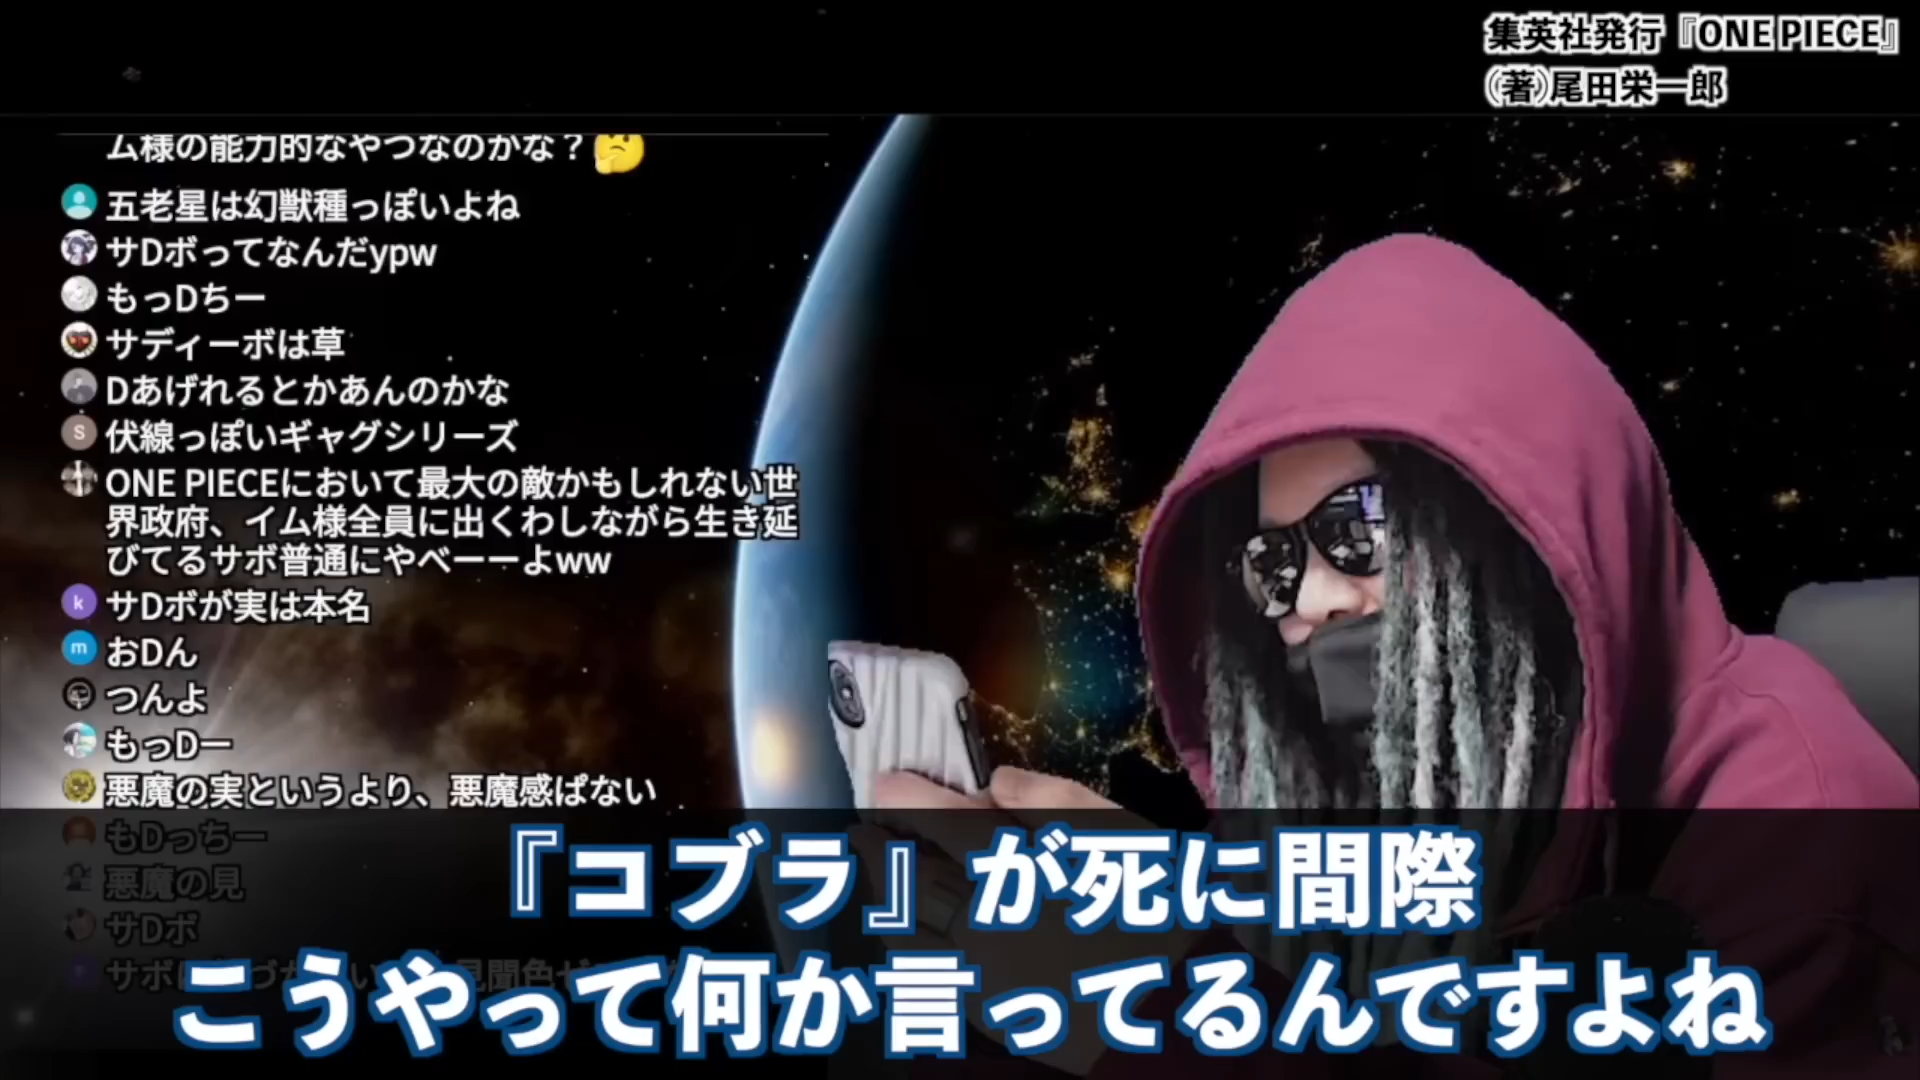 集英社発行『ONE PIECE』
(著)尾田栄一郎
ム様の能力的なやつなのかな？🤔
五老星は幻獣種っぽいよね
サDボってなんだypw
もっDちー
サディーボは草
Dあげれるとかあんのかな
S 伏線っぽいギャグシリーズ
ONE PIECEにおいて最大の敵かもしれない世
界政府、イム様全員に出くわしながら生き延
びてるサボ普通にやべーーよww
k サDボが実は本名
m おDん
つんよ
もっDー
悪魔の実というより、悪魔感ぱない
もDっちー
悪魔の見
サDボ
『コブラ』が死に間際
こうやって何か言ってるんですよね